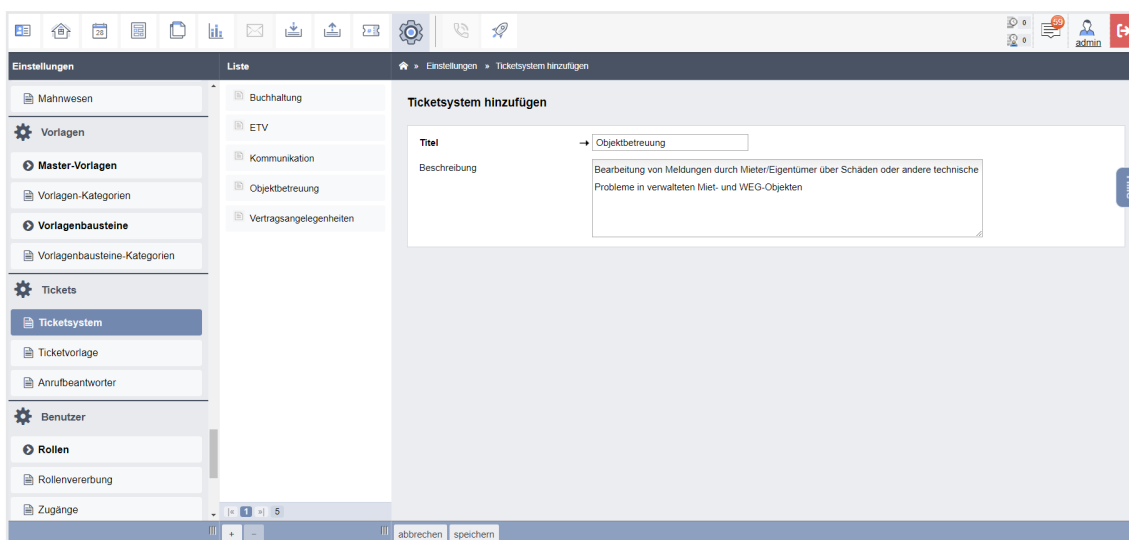 28
0
0
59
admin
Einstellungen
Liste
» Einstellungen » Ticketsystem hinzufügen
Mahnwesen
Vorlagen
Master-Vorlagen
Vorlagen-Kategorien
Vorlagenbausteine
Vorlagenbausteine-Kategorien
Tickets
Ticketsystem
Ticketvorlage
Anrufbeantworter
Benutzer
Rollen
Rollenvererbung
Zugänge
Buchhaltung
ETV
Kommunikation
Objektbetreuung
Vertragsangelegenheiten
|« 1 »| 5
+ -
Ticketsystem hinzufügen
Titel → Objektbetreuung
Beschreibung
Bearbeitung von Meldungen durch Mieter/Eigentümer über Schäden oder andere technische
Probleme in verwalteten Miet- und WEG-Objekten
abbrechen speichern